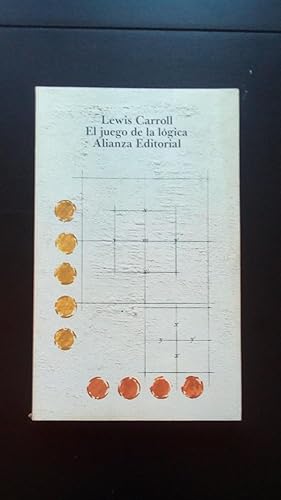 Lewis Carroll
El juego de la lógica
Alianza Editorial
x
y m y'
x'
x
y y'
x'